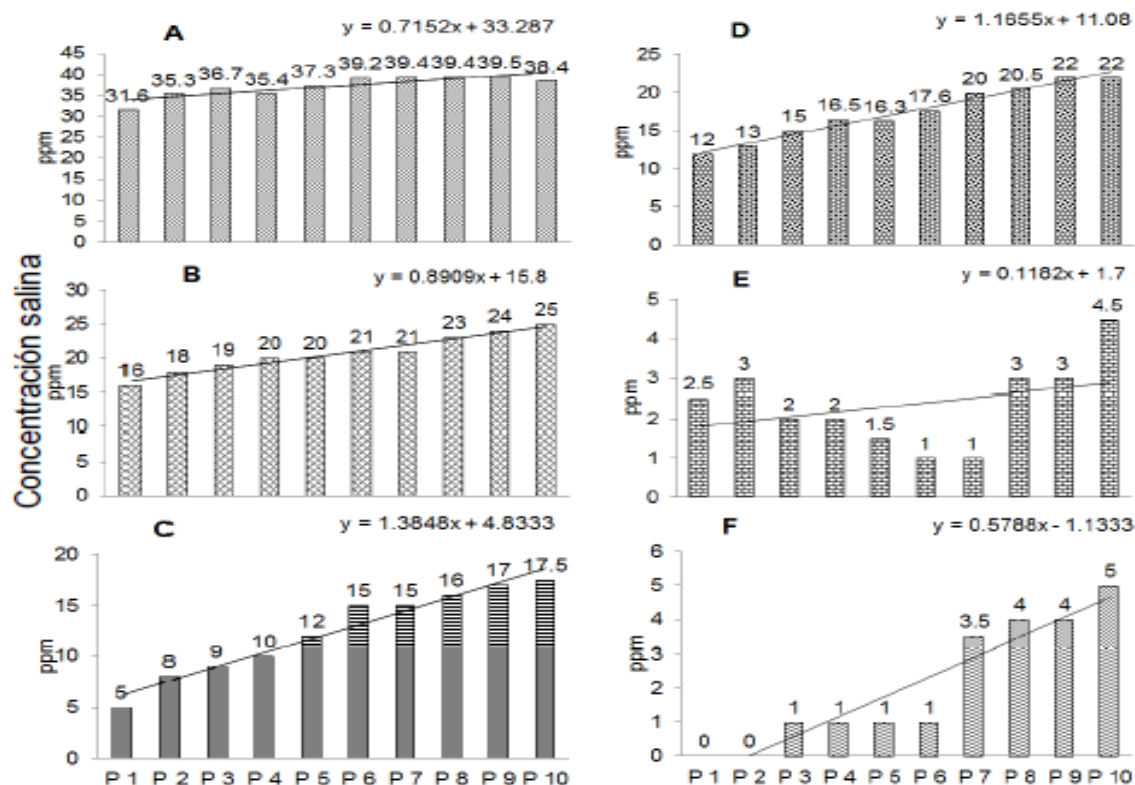 Concentración salina
A
y = 0.7152x + 33.287
ppm
45
40
35
30
25
20
15
10
5
0
31.6 35.3 36.7 35.4 37.3 39.2 39.4 39.4 39.5 38.4
B
y = 0.8909x + 15.8
ppm
30
25
20
15
10
5
0
16 18 19 20 20 21 21 23 24 25
C
y = 1.3848x + 4.8333
ppm
20
15
10
5
0
5 8 9 10 12 15 15 16 17 17.5
P 1 P 2 P 3 P 4 P 5 P 6 P 7 P 8 P 9 P 10
D
y = 1.1655x + 11.08
ppm
25
20
15
10
5
0
12 13 15 16.5 16.3 17.6 20 20.5 22 22
E
y = 0.1182x + 1.7
ppm
5
4
3
2
1
0
2.5 3 2 2 1.5 1 1 3 3 4.5
F
y = 0.5788x - 1.1333
ppm
6
5
4
3
2
1
0
0 0 1 1 1 1 3.5 4 4 5
P 1 P 2 P 3 P 4 P 5 P 6 P 7 P 8 P 9 P 10